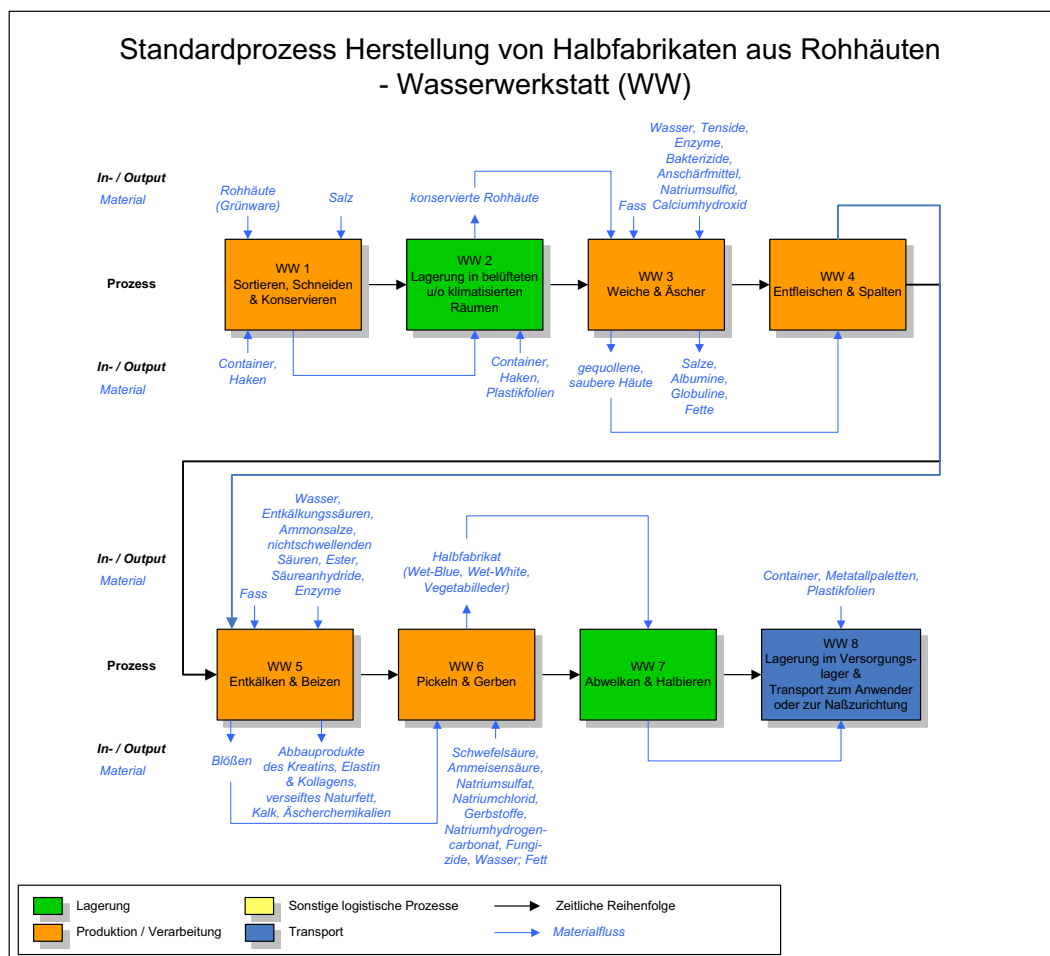 Standardprozess Herstellung von Halbfabrikaten aus Rohhäuten
- Wasserwerkstatt (WW)
In- / Output
Material
Rohhäute
(Grünware)
Salz
konservierte Rohhäute
Fass
Wasser, Tenside,
Enzyme,
Bakterizide,
Anschärfmittel,
Natriumsulfid,
Calciumhydroxid
Prozess
WW 1
Sortieren, Schneiden
& Konservieren
WW 2
Lagerung in belüfteten
u/o klimatisierten
Räumen
WW 3
Weiche & Äscher
WW 4
Entfleischen & Spalten
In- / Output
Material
Container,
Haken
Container,
Haken,
Plastikfolien
gequollene,
saubere Häute
Salze,
Albumine,
Globuline,
Fette
In- / Output
Material
Fass
Wasser,
Entkälkungssäuren,
Ammonsalze,
nichtschwellenden
Säuren, Ester,
Säureanhydride,
Enzyme
Halbfabrikat
(Wet-Blue, Wet-White,
Vegetabilleder)
Container, Metatallpaletten,
Plastikfolien
Prozess
WW 5
Entkälken & Beizen
WW 6
Pickeln & Gerben
WW 7
Abwelken & Halbieren
WW 8
Lagerung im Versorgungs-
lager &
Transport zum Anwender
oder zur Naßzurichtung
In- / Output
Material
Blößen
Abbauprodukte
des Kreatins, Elastin
& Kollagens,
verseiftes Naturfett,
Kalk, Äscherchemikalien
Schwefelsäure,
Ammeisensäure,
Natriumsulfat,
Natriumchlorid,
Gerbstoffe,
Natriumhydrogen-
carbonat, Fungi-
zide, Wasser; Fett
Lagerung
Sonstige logistische Prozesse
Zeitliche Reihenfolge
Produktion / Verarbeitung
Transport
Materialfluss